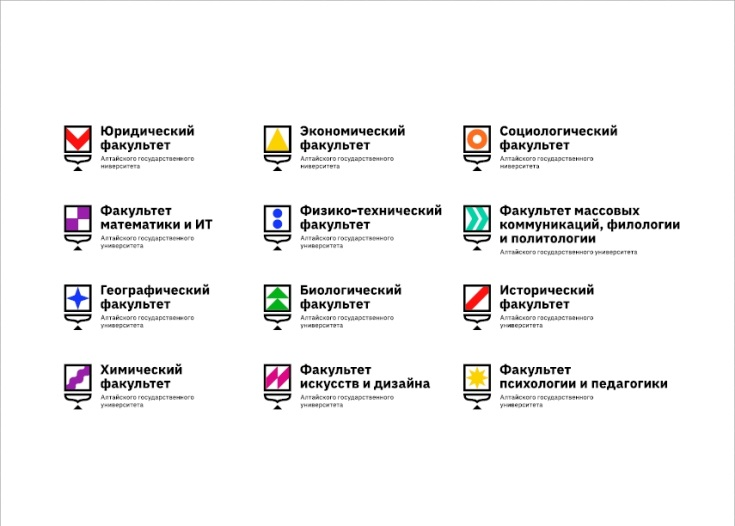 Юридический
факультет
Алтайского государственного
ниверситета
Экономический
факультет
Алтайского государственного
ниверситета
Социологический
факультет
Алтайского государственного
ниверситета
Факультет
математики и ИТ
Алтайского государственного
университета
Физико-технический
факультет
Алтайского государственного
университета
Факультет массовых
коммуникаций, филологии
и политологии
Алтайского государственного университета
Географический
факультет
Алтайского государственного
университета
Биологический
факультет
Алтайского государственного
университета
Исторический
факультет
Алтайского государственного
университета
Химический
факультет
Алтайского государственного
университета
Факультет
искусств и дизайна
Алтайского государственного
университета
Факультет
психологии и педагогики
Алтайского государственного
университета